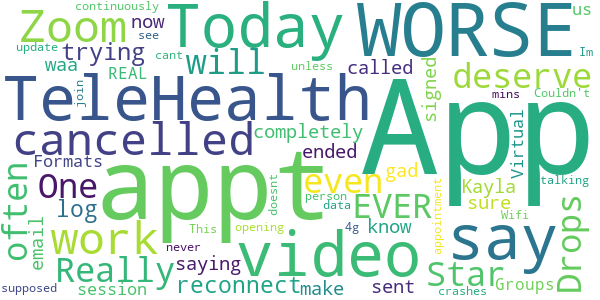 continuously
Zoom Today WORSE
update now see us
cant
trying
will called Im
waa REAL
unless
deserve
TeleHealth App
join mins Couldn't
signed
cancelled completely
Virtual
often Formats ended
One appt even gad talking
Kayla
doesnt
person
log EVER sure Drops
email data appointment
This opening 4g know Wifi
work video say
saying never
Really Star
reconnect make sent Groups
supposed session crashes